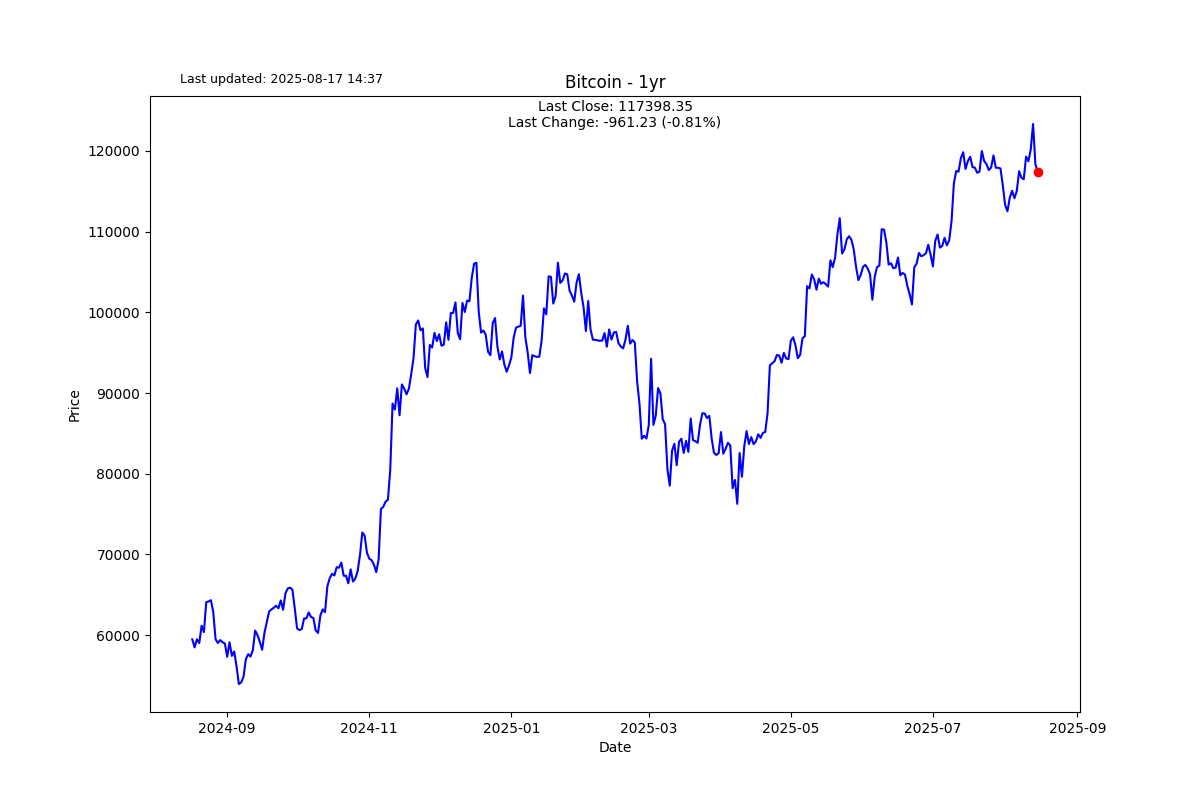 Last updated: 2025-08-17 14:37
Bitcoin - 1yr
Last Close: 117398.35
Last Change: -961.23 (-0.81%)
120000
110000
100000
90000
80000
70000
60000
Price
2024-09 2024-11 2025-01 2025-03 2025-05 2025-07 2025-09
Date